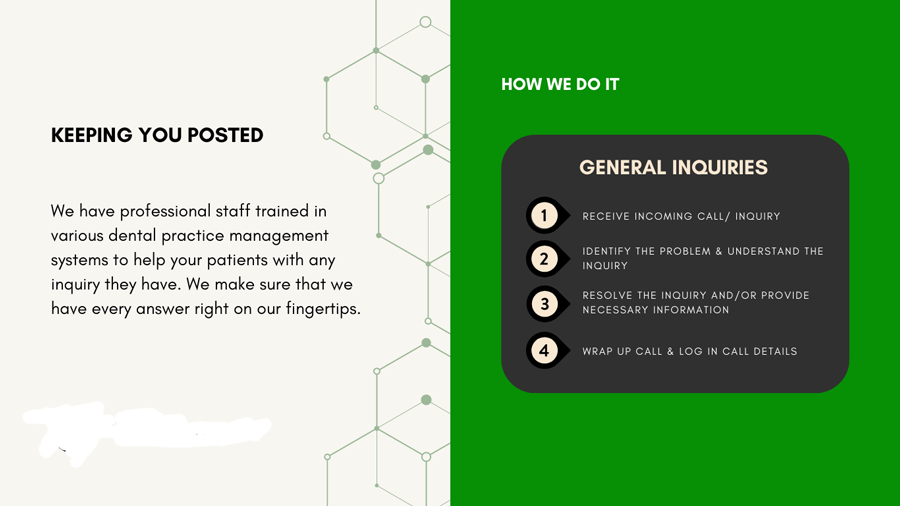 KEEPING YOU POSTED
We have professional staff trained in
various dental practice management
systems to help your patients with any
inquiry they have. We make sure that we
have every answer right on our fingertips.
HOW WE DO IT
GENERAL INQUIRIES
1 RECEIVE INCOMING CALL/ INQUIRY
2 IDENTIFY THE PROBLEM & UNDERSTAND THE
INQUIRY
3 RESOLVE THE INQUIRY AND/OR PROVIDE
NECESSARY INFORMATION
4 WRAP UP CALL & LOG IN CALL DETAILS